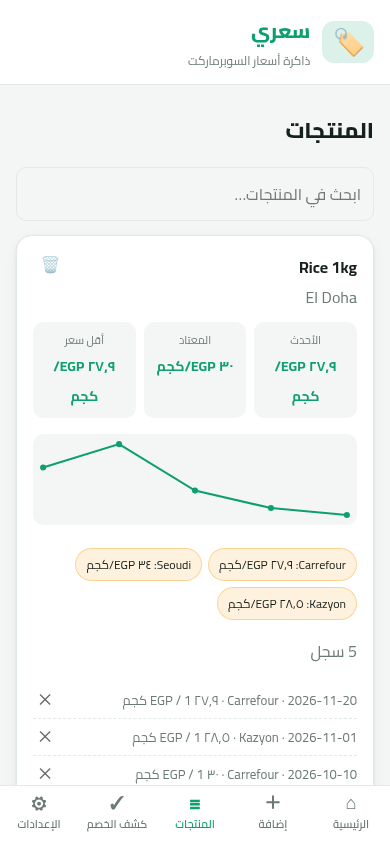 سعري
ذاكرة أسعار السوبرماركت
المنتجات
ابحث في المنتجات...
Rice 1kg
El Doha
الأحدث
٢٧٫٩ EGP/كجم
المعتاد
٣٠ EGP/كجم
أقل سعر
٢٧٫٩ EGP/كجم
Carrefour: ٢٧٫٩ EGP/كجم
Seoudi: ٣٤ EGP/كجم
Kazyon: ٢٨٫٥ EGP/كجم
5 سجل
2026-11-20 · Carrefour · ٢٧٫٩ EGP / 1 كجم
2026-11-01 · Kazyon · ٢٨٫٥ EGP / 1 كجم
2026-10-10 · Carrefour · ٣٠ EGP / 1 كجم
الرئيسية
إضافة
المنتجات
كشف الخصم
الإعدادات